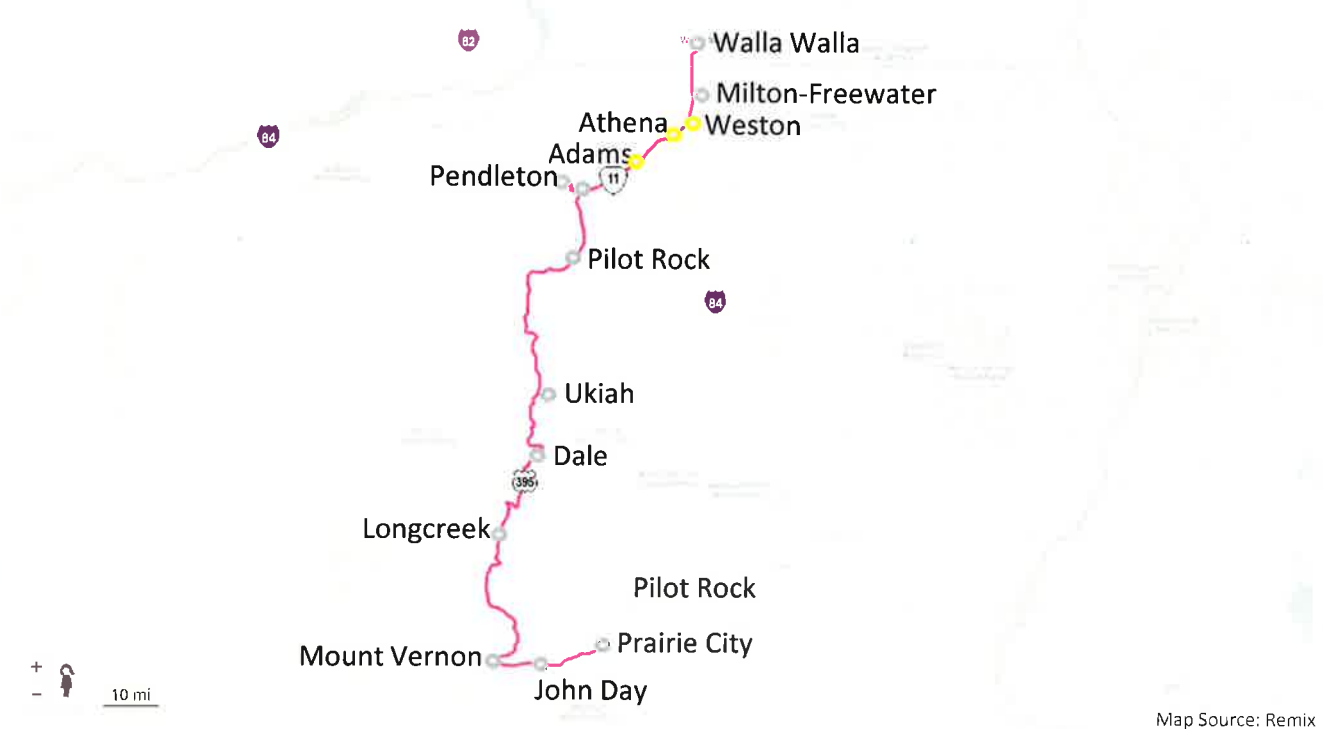 82
Walla Walla
Milton-Freewater
84
Athena
Weston
Adams
Pendleton
11
Pilot Rock
84
Ukiah
Dale
395
Longcreek
Pilot Rock
Prairie City
Mount Vernon
John Day
+
−
10 mi
Map Source: Remix